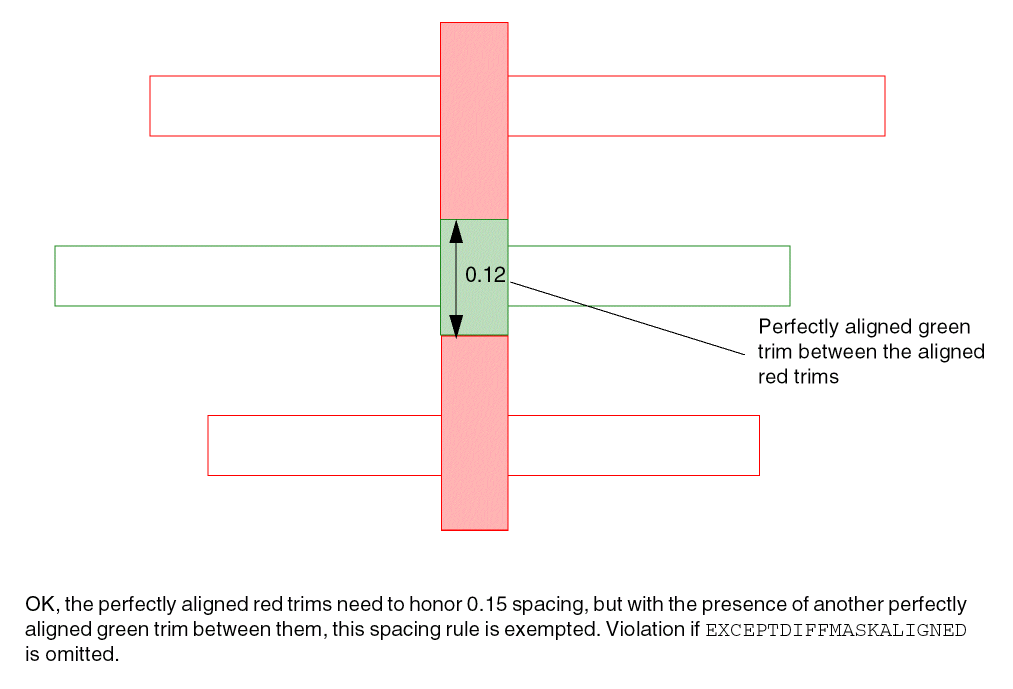 0.12
Perfectly aligned green
trim between the aligned
red trims
OK, the perfectly aligned red trims need to honor 0.15 spacing, but with the presence of another perfectly
aligned green trim between them, this spacing rule is exempted. Violation if EXCEPTDIFFMASKALIGNED
is omitted.